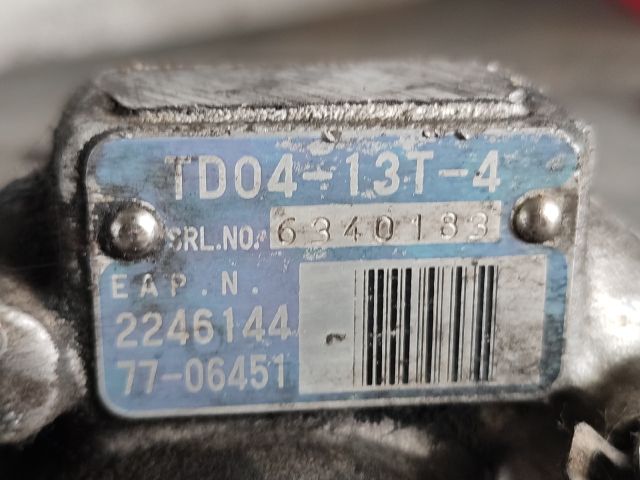 TD04-13T-4
SRL.NO. 6340183
EAP.N.
2246144
77-06451